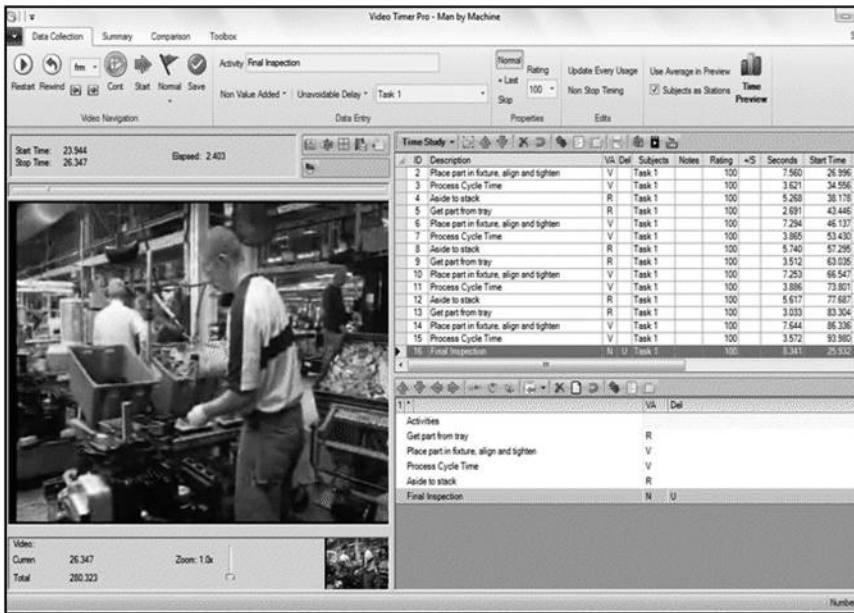 Video Timer Pro - Man by Machine
Data Collection Summary Comparison Toolbox
Restart Rewind fm Cont Start Normal Save
Video Navigation
Activity Final Inspection
Non Value Added Unavoidable Delay Task 1
Data Entry
Normal
+ Last
Skip
Rating
100
Properties
Update Every Usage
Non Stop Timing
Edits
Use Average in Preview
Subjects as Stations
Time
Preview
Start Time: 23.944
Stop Time: 26.347
Elapsed: 2.403
Time Study
ID Description VA Del Subjects Notes Rating +/S Seconds Start Time
2 Place part in fixture, align and tighten V Task 1 100 7.560 26.996
3 Process Cycle Time V Task 1 100 3.621 34.556
4 Aside to stack R Task 1 100 5.268 38.178
5 Get part from tray R Task 1 100 2.691 43.446
6 Place part in fixture, align and tighten V Task 1 100 7.294 46.137
7 Process Cycle Time V Task 1 100 3.865 53.430
8 Aside to stack R Task 1 100 5.740 57.295
9 Get part from tray R Task 1 100 3.512 63.035
10 Place part in fixture, align and tighten V Task 1 100 7.253 66.547
11 Process Cycle Time V Task 1 100 3.886 73.801
12 Aside to stack R Task 1 100 5.617 77.687
13 Get part from tray R Task 1 100 3.033 83.304
14 Place part in fixture, align and tighten V Task 1 100 7.644 86.336
15 Process Cycle Time V Task 1 100 3.572 93.980
16 Final Inspection N U Task 1 100 8.341 25.932
1 * VA Del
Activities
Get part from tray R
Place part in fixture, align and tighten V
Process Cycle Time V
Aside to stack R
Final Inspection N U
Video:
Curren 26.347 Zoom: 1.0x
Total 280.323
Number